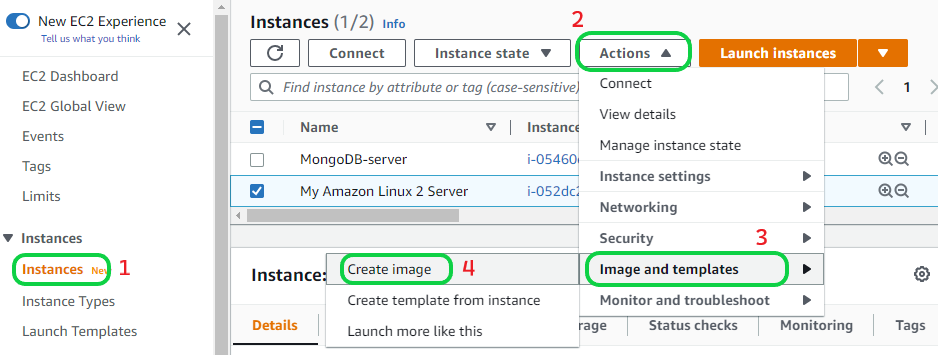 New EC2 Experience
Tell us what you think
EC2 Dashboard
EC2 Global View
Events
Tags
Limits
Instances
Instances New
1
Instance Types
Launch Templates
Instances (1/2) Info
2
Connect
Instance state
Actions
Launch instances
Find instance by attribute or tag (case-sensitive)
1
Name
Instance
MongoDB-server
i-05460
My Amazon Linux 2 Server
i-052dc2
Connect
View details
Manage instance state
Instance settings
Networking
Security
3
Image and templates
Monitor and troubleshoot
Create image
4
Create template from instance
Launch more like this
Instance:
Details
Status checks
Monitoring
Tags